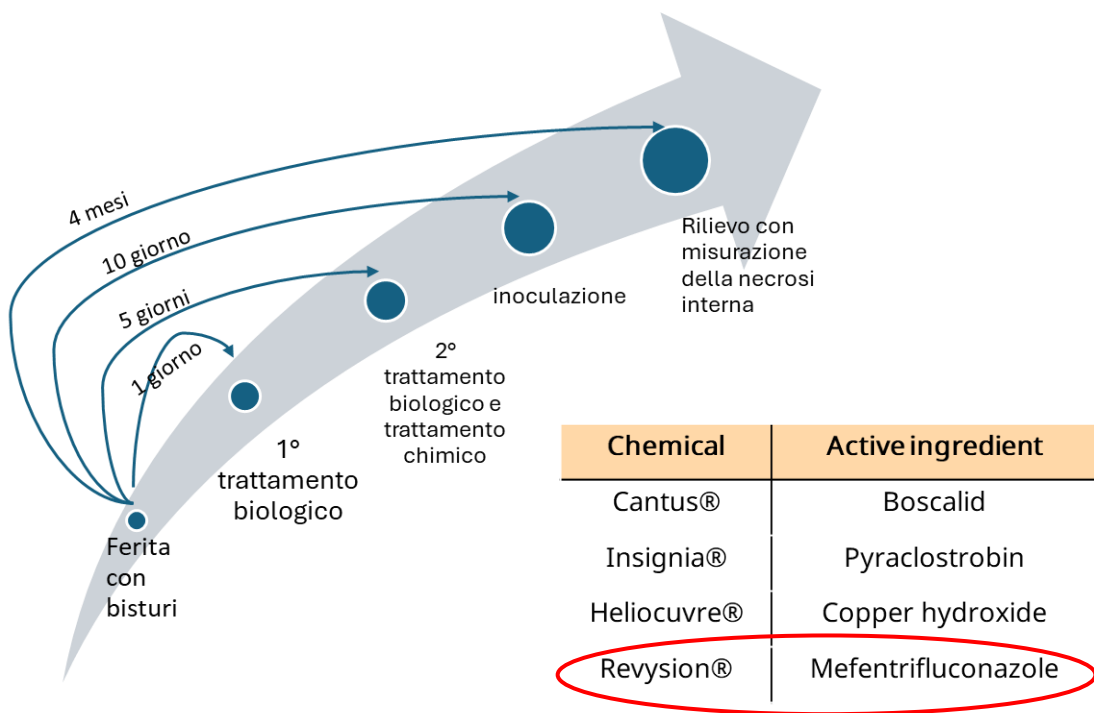 4 mesi
10 giorno
5 giorni
1 giorno
Ferita
con
bisturi
1°
trattamento
biologico
2°
trattamento
biologico e
trattamento
chimico
inoculazione
Rilievo con
misurazione
della necrosi
interna
Chemical Active ingredient
Cantus® Boscalid
Insignia® Pyraclostrobin
Heliocuvre® Copper hydroxide
Revysion® Mefentrifluconazole